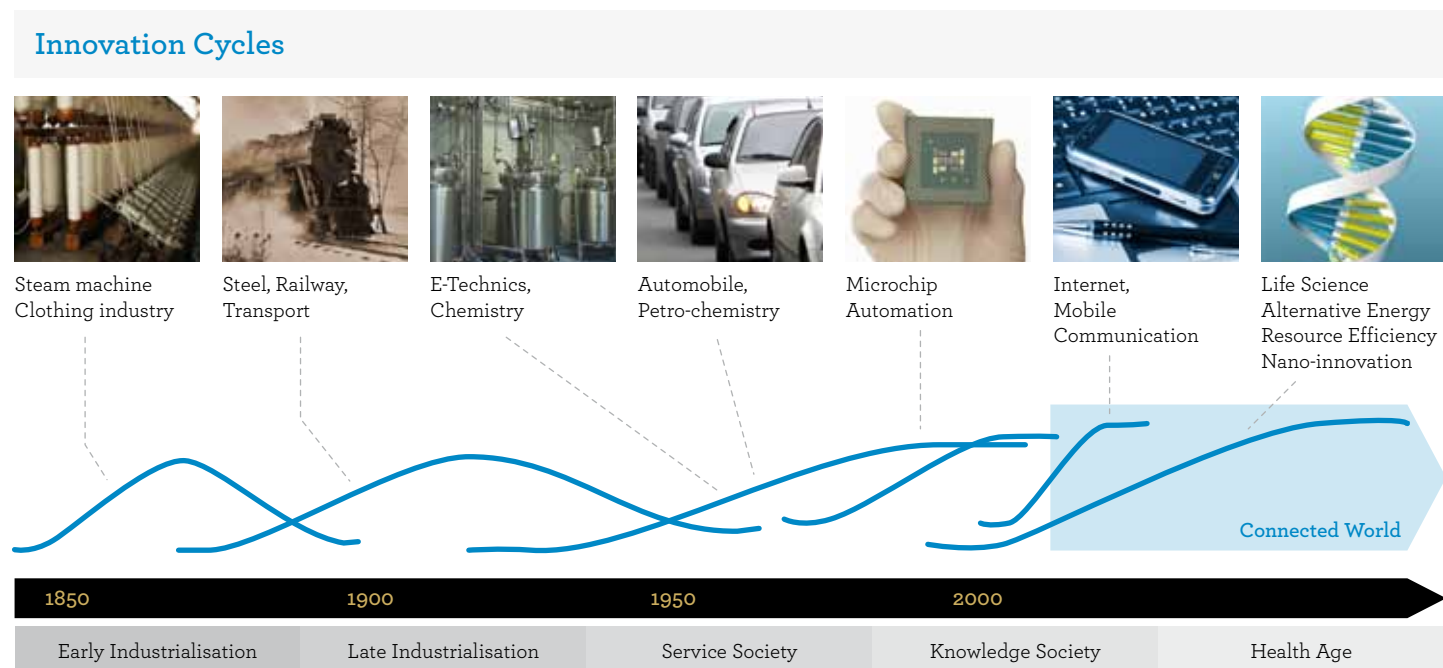 Innovation Cycles
Steam machine
Clothing industry
Steel, Railway,
Transport
E-Technics,
Chemistry
Automobile,
Petro-chemistry
Microchip
Automation
Internet,
Mobile
Communication
Life Science
Alternative Energy
Resource Efficiency
Nano-innovation
Connected World
1850
1900
1950
2000
Early Industrialisation
Late Industrialisation
Service Society
Knowledge Society
Health Age